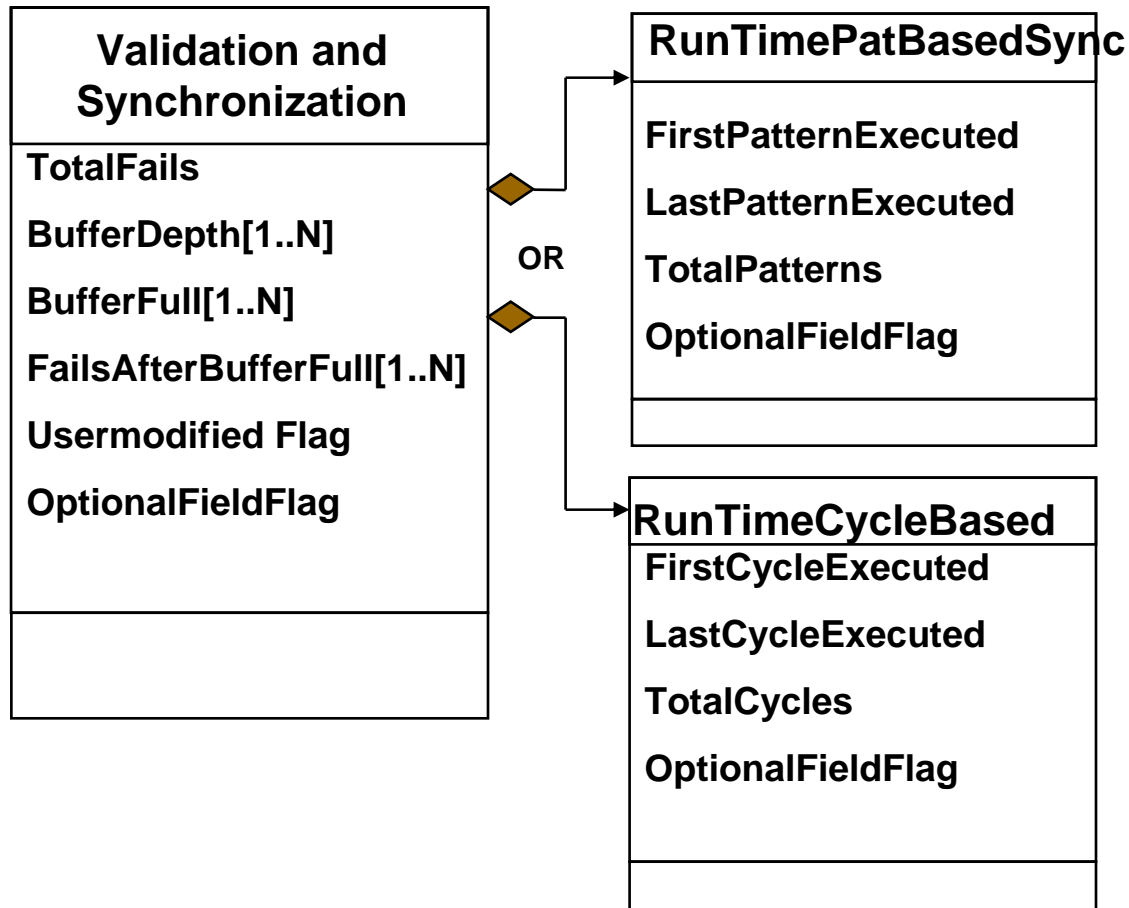 Validation and
Synchronization
TotalFails
BufferDepth[1..N]
BufferFull[1..N]
FailsAfterBufferFull[1..N]
Usermodified Flag
OptionalFieldFlag
OR
RunTimePatBasedSync
FirstPatternExecuted
LastPatternExecuted
TotalPatterns
OptionalFieldFlag
RunTimeCycleBased
FirstCycleExecuted
LastCycleExecuted
TotalCycles
OptionalFieldFlag